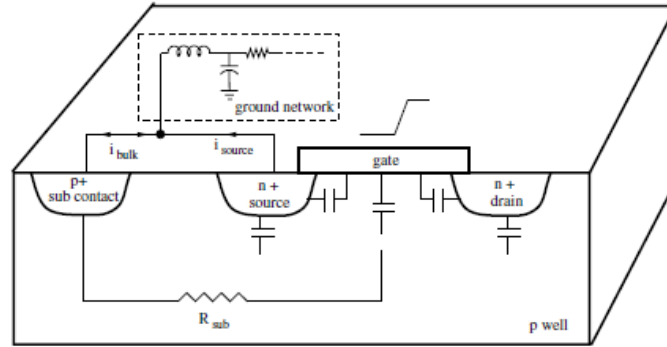 ground network
i bulk
i source
gate
p+
sub contact
n +
source
n +
drain
R sub
p well